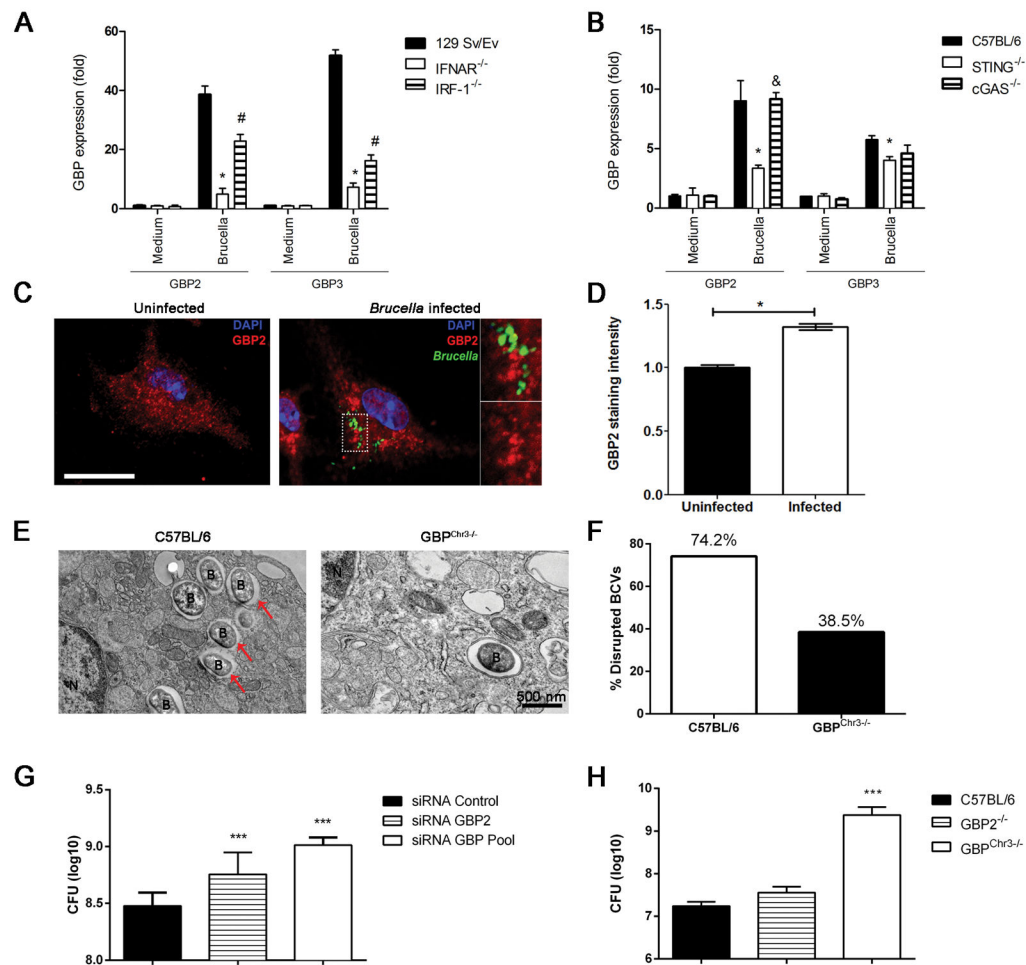 A
GBP expression (fold)
60
40
20
0
129 Sv/Ev
IFNAR-/-
IRF-1-/-
*
#
*
#
Medium
Brucella
Medium
Brucella
GBP2
GBP3
B
GBP expression (fold)
15
10
5
0
C57BL/6
STING-/-
cGAS-/-
*
&
*
Medium
Brucella
Medium
Brucella
GBP2
GBP3
C
Uninfected
DAPI
GBP2
Brucella infected
DAPI
GBP2
Brucella
D
GBP2 staining intensity
1.5
1.0
0.5
0.0
*
Uninfected
Infected
E
C57BL/6
B
B
B
B
B
B
N
GBPChr3-/-
N
B
500 nm
F
% Disrupted BCVs
80
60
40
20
0
74.2%
38.5%
C57BL/6
GBPChr3-/-
G
CFU (log10)
9.5
9.0
8.5
8.0
***
***
siRNA Control
siRNA GBP2
siRNA GBP Pool
H
CFU (log10)
10
9
8
7
6
***
C57BL/6
GBP2-/-
GBPChr3-/-